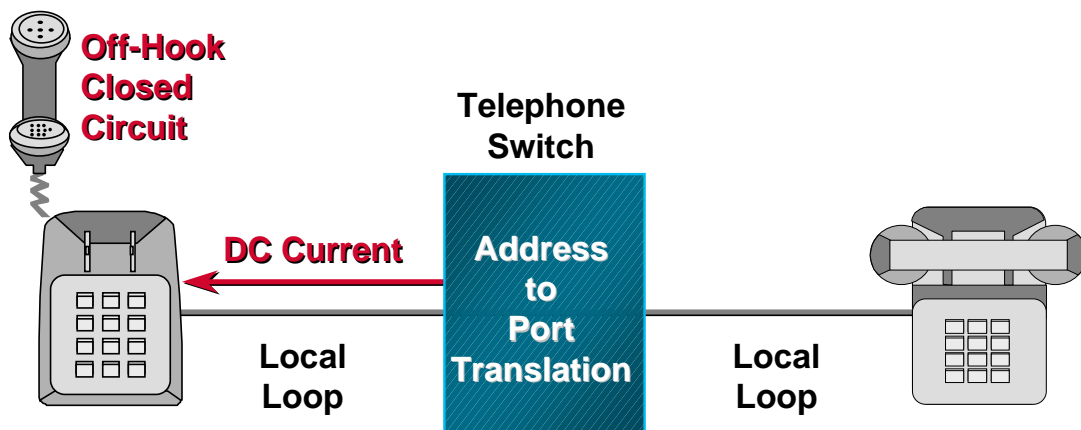 Off-Hook
Closed
Circuit
Telephone
Switch
DC Current
Address
to
Port
Translation
Local
Loop
Local
Loop